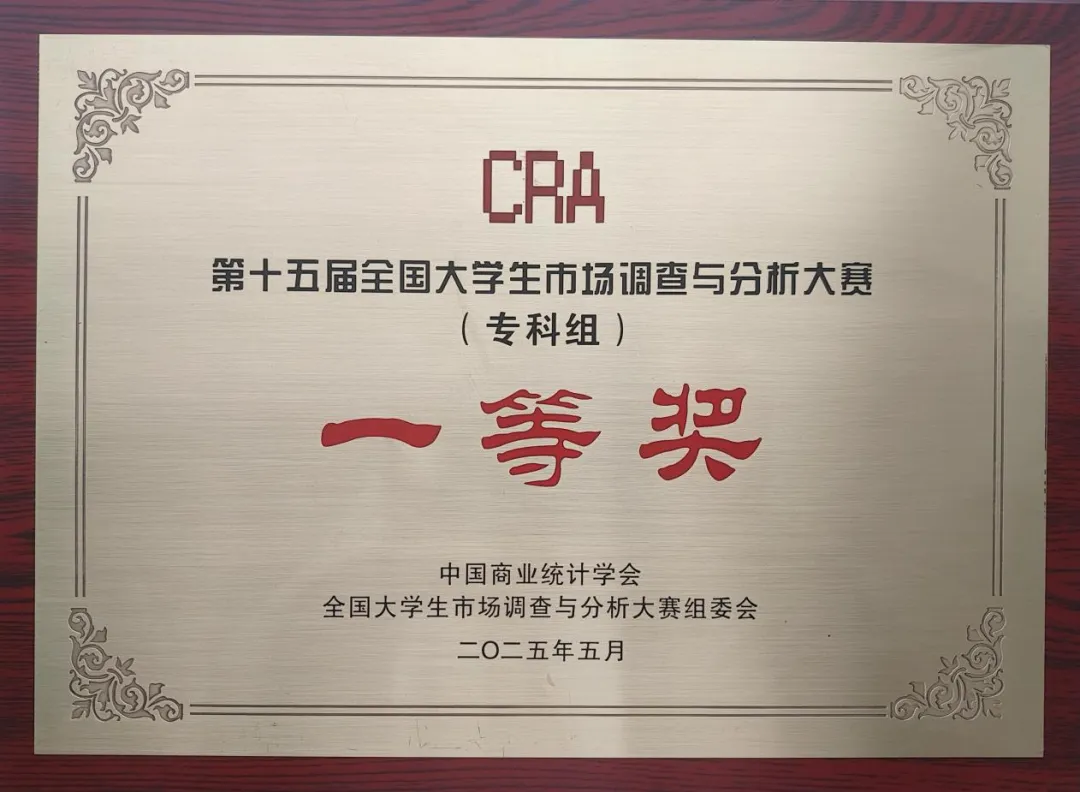 CRA
第十五届全国大学生市场调查与分析大赛
（专科组）
一等奖
中国商业统计学会
全国大学生市场调查与分析大赛组委会
二〇二五年五月